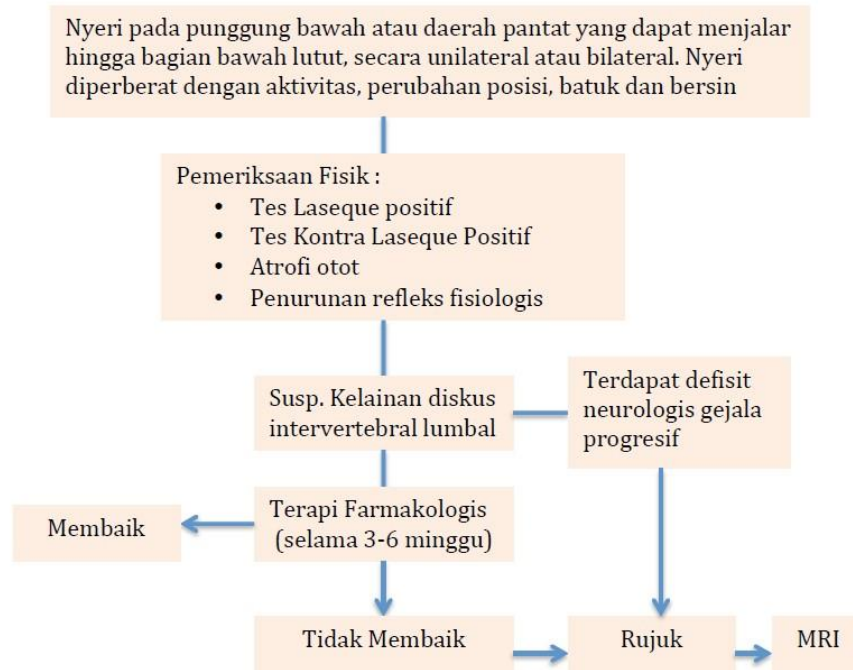 Nyeri pada punggung bawah atau daerah pantat yang dapat menjalar
hingga bagian bawah lutut, secara unilateral atau bilateral. Nyeri
diperberat dengan aktivitas, perubahan posisi, batuk dan bersin
Pemeriksaan Fisik :
• Tes Laseque positif
• Tes Kontra Laseque Positif
• Atrofi otot
• Penurunan refleks fisiologis
Susp. Kelainan diskus
intervertebral lumbal
Terdapat defisit
neurologis gejala
progresif
Membaik
Terapi Farmakologis
(selama 3-6 minggu)
Tidak Membaik
Rujuk
MRI